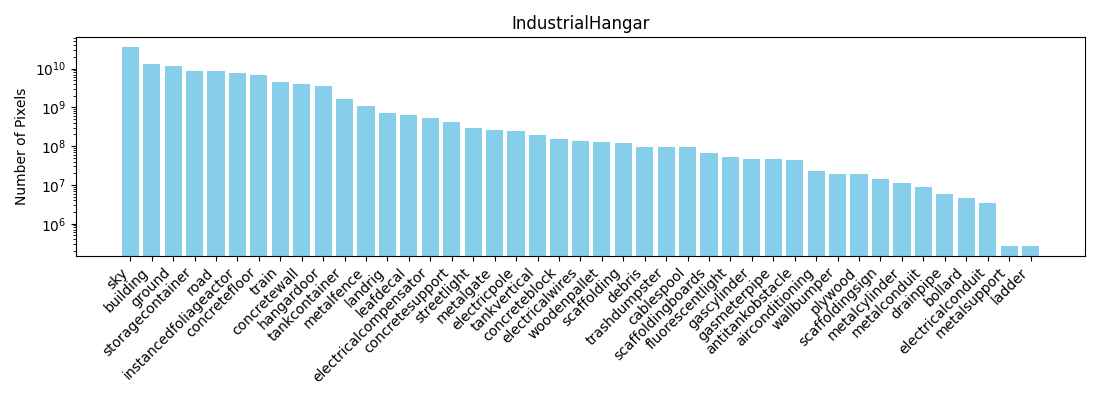 IndustrialHangar
Number of Pixels
10^10
10^9
10^8
10^7
10^6
sky
building
ground
storagecontainer
road
instancedfoliageactor
concretefloor
train
concretewall
hangardoor
tankcontainer
metalfence
landrig
leafdecal
electricalcompensator
concretessupport
streetlight
metalgate
electricpole
tankvertical
concreteblock
electricalwires
woodenpallet
scaffolding
debris
trashdumpster
cablespool
scaffoldingboards
fluorescentlight
gascylinder
gasmeterpipe
antitankobstacle
airconditioning
wallbumper
plywood
scaffoldingsign
metalcylinder
metalconduit
drainpipe
bollard
electricalconduit
metalsupport
ladder